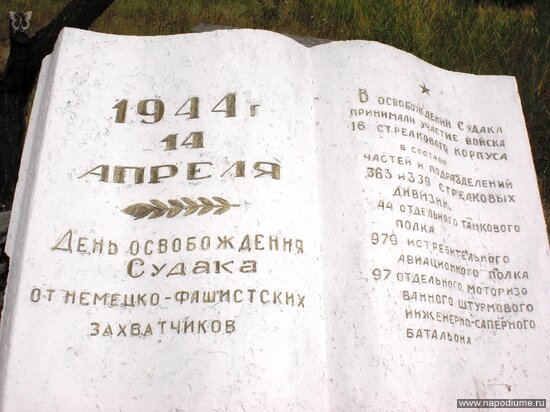 1944 г
14
АПРЕЛЯ
ДЕНЬ ОСВОБОЖДЕНИЯ
СУДАКА
ОТ НЕМЕЦКО-ФАШИСТСКИХ
ЗАХВАТЧИКОВ
В ОСВОБОЖДЕНИИ СУДАКА
ПРИНИМАЛИ УЧАСТИЕ ВОЙСКА
16 СТРЕЛКОВОГО КОРПУСА
В СОСТАВЕ
ЧАСТЕЙ И ПОДРАЗДЕЛЕНИЙ
363 И 339 СТРЕЛКОВЫХ
ДИВИЗИЙ
44 ОТДЕЛЬНОГО ТАНКОВОГО
ПОЛКА
979 ИСТРЕБИТЕЛЬНОГО
АВИАЦИОННОГО ПОЛКА
97 ОТДЕЛЬНОГО МОТОРИЗО
ВАННОГО ШТУРМОВОГО
ИНЖЕНЕРНО-САПЕРНОГО
БАТАЛЬОНА
www.napodiume.ru